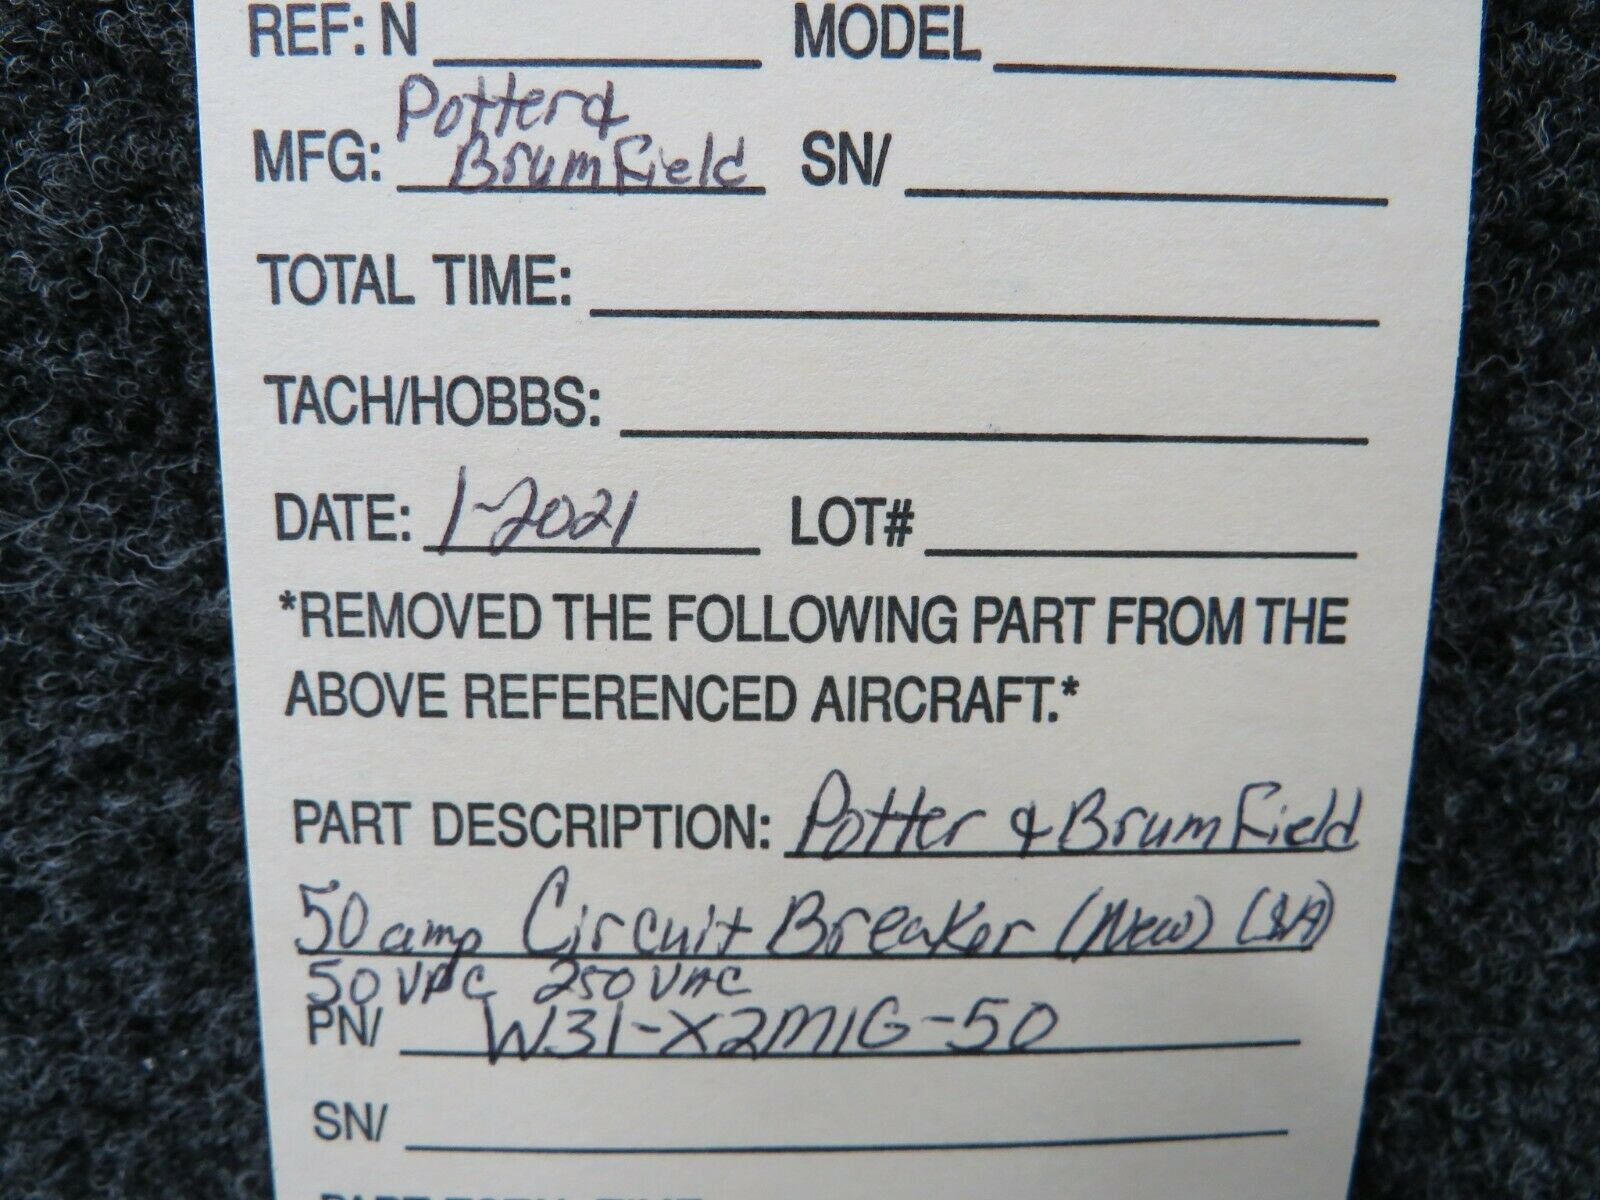 REF: N MODEL
Potter &
MFG: Brumfield SN/
TOTAL TIME:
TACH/HOBBS:
DATE: 1-2021 LOT#
*REMOVED THE FOLLOWING PART FROM THE
ABOVE REFERENCED AIRCRAFT.*
PART DESCRIPTION: Potter & Brumfield
50 amp Circuit Breaker (New)
50 VDC 250 VAC
PN/ W31-X2M1G-50
SN/